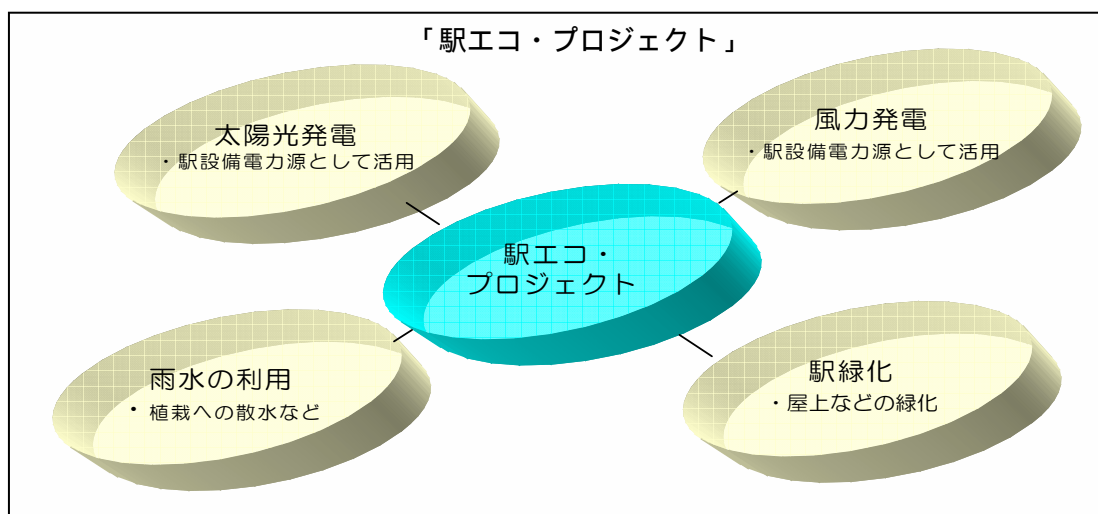 「駅エコ・プロジェクト」
太陽光発電
・駅設備電力源として活用
風力発電
・駅設備電力源として活用
駅エコ・
プロジェクト
雨水の利用
・植栽への散水など
駅緑化
・屋上などの緑化